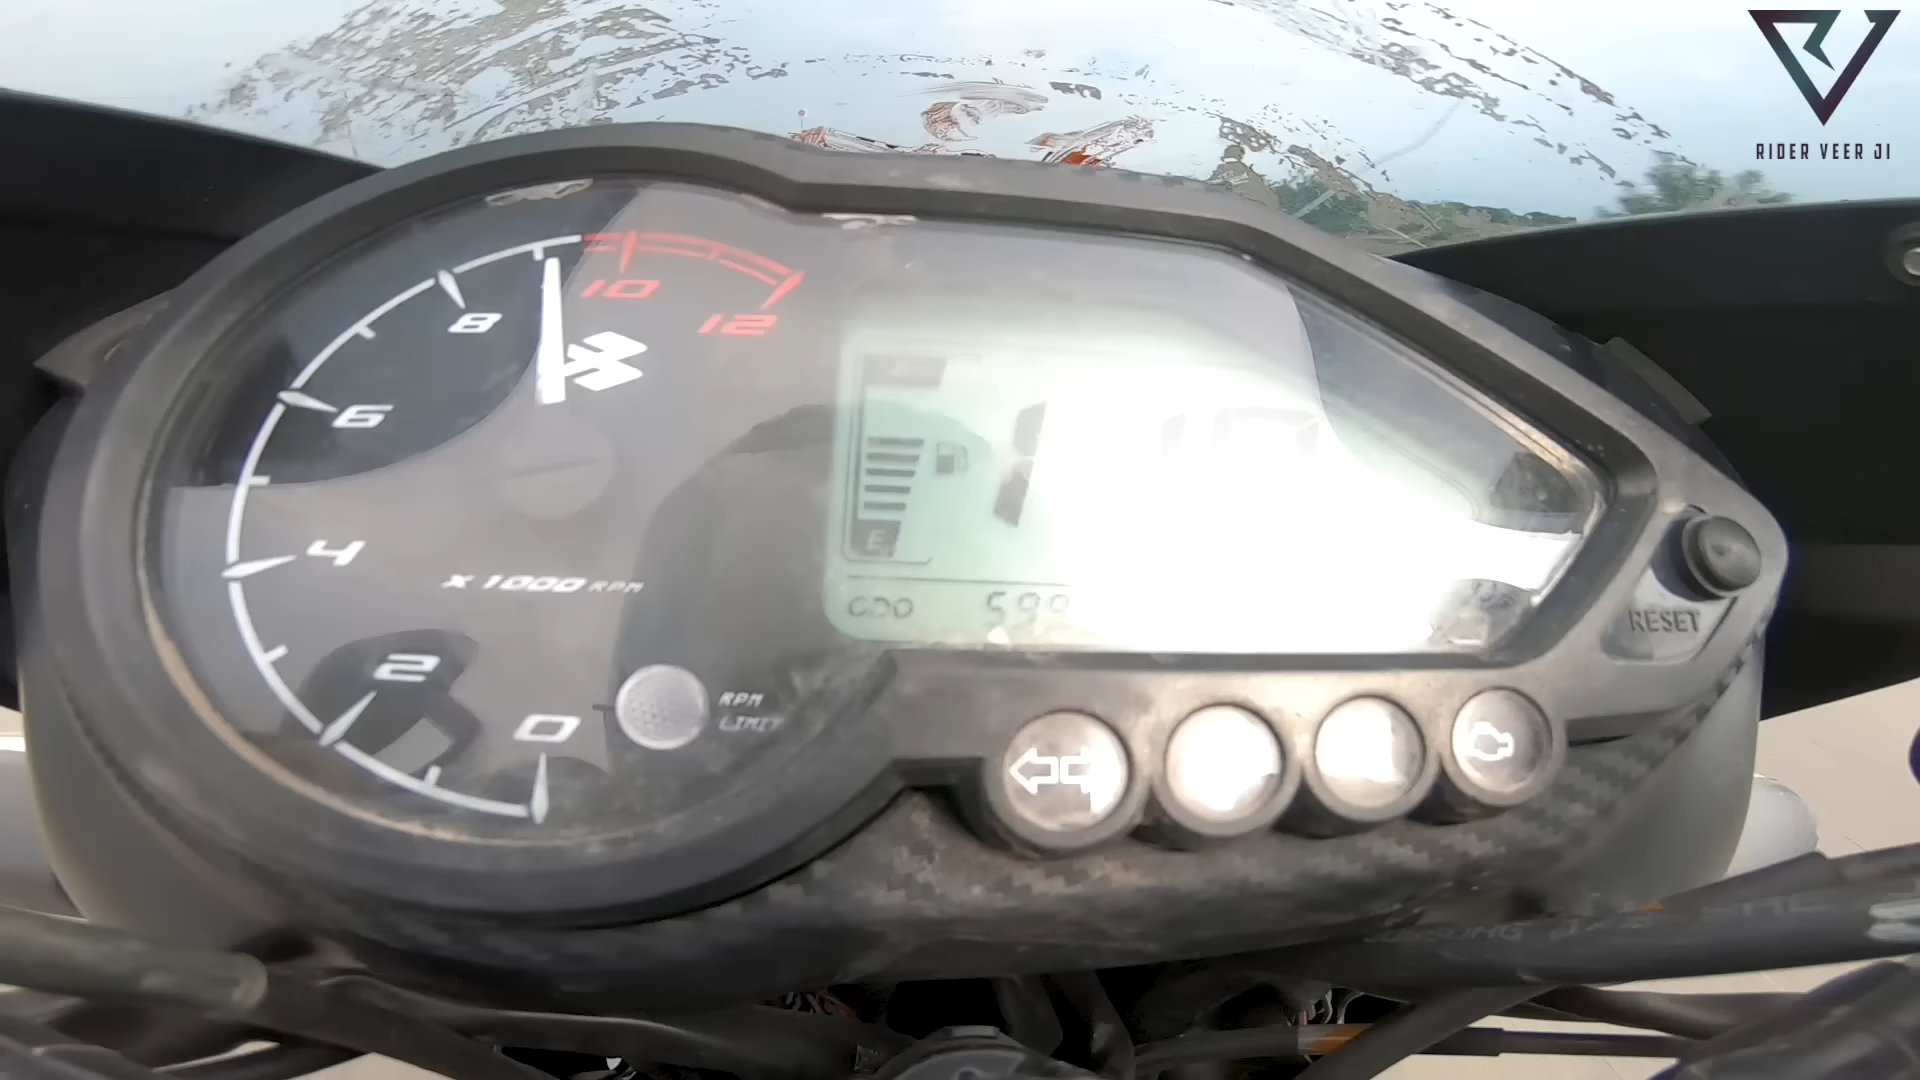 RIDER VEER JI
10
12
8
6
4
x 1000 RPM
2
0
RPM
LIMIT
E
ODO
RESET